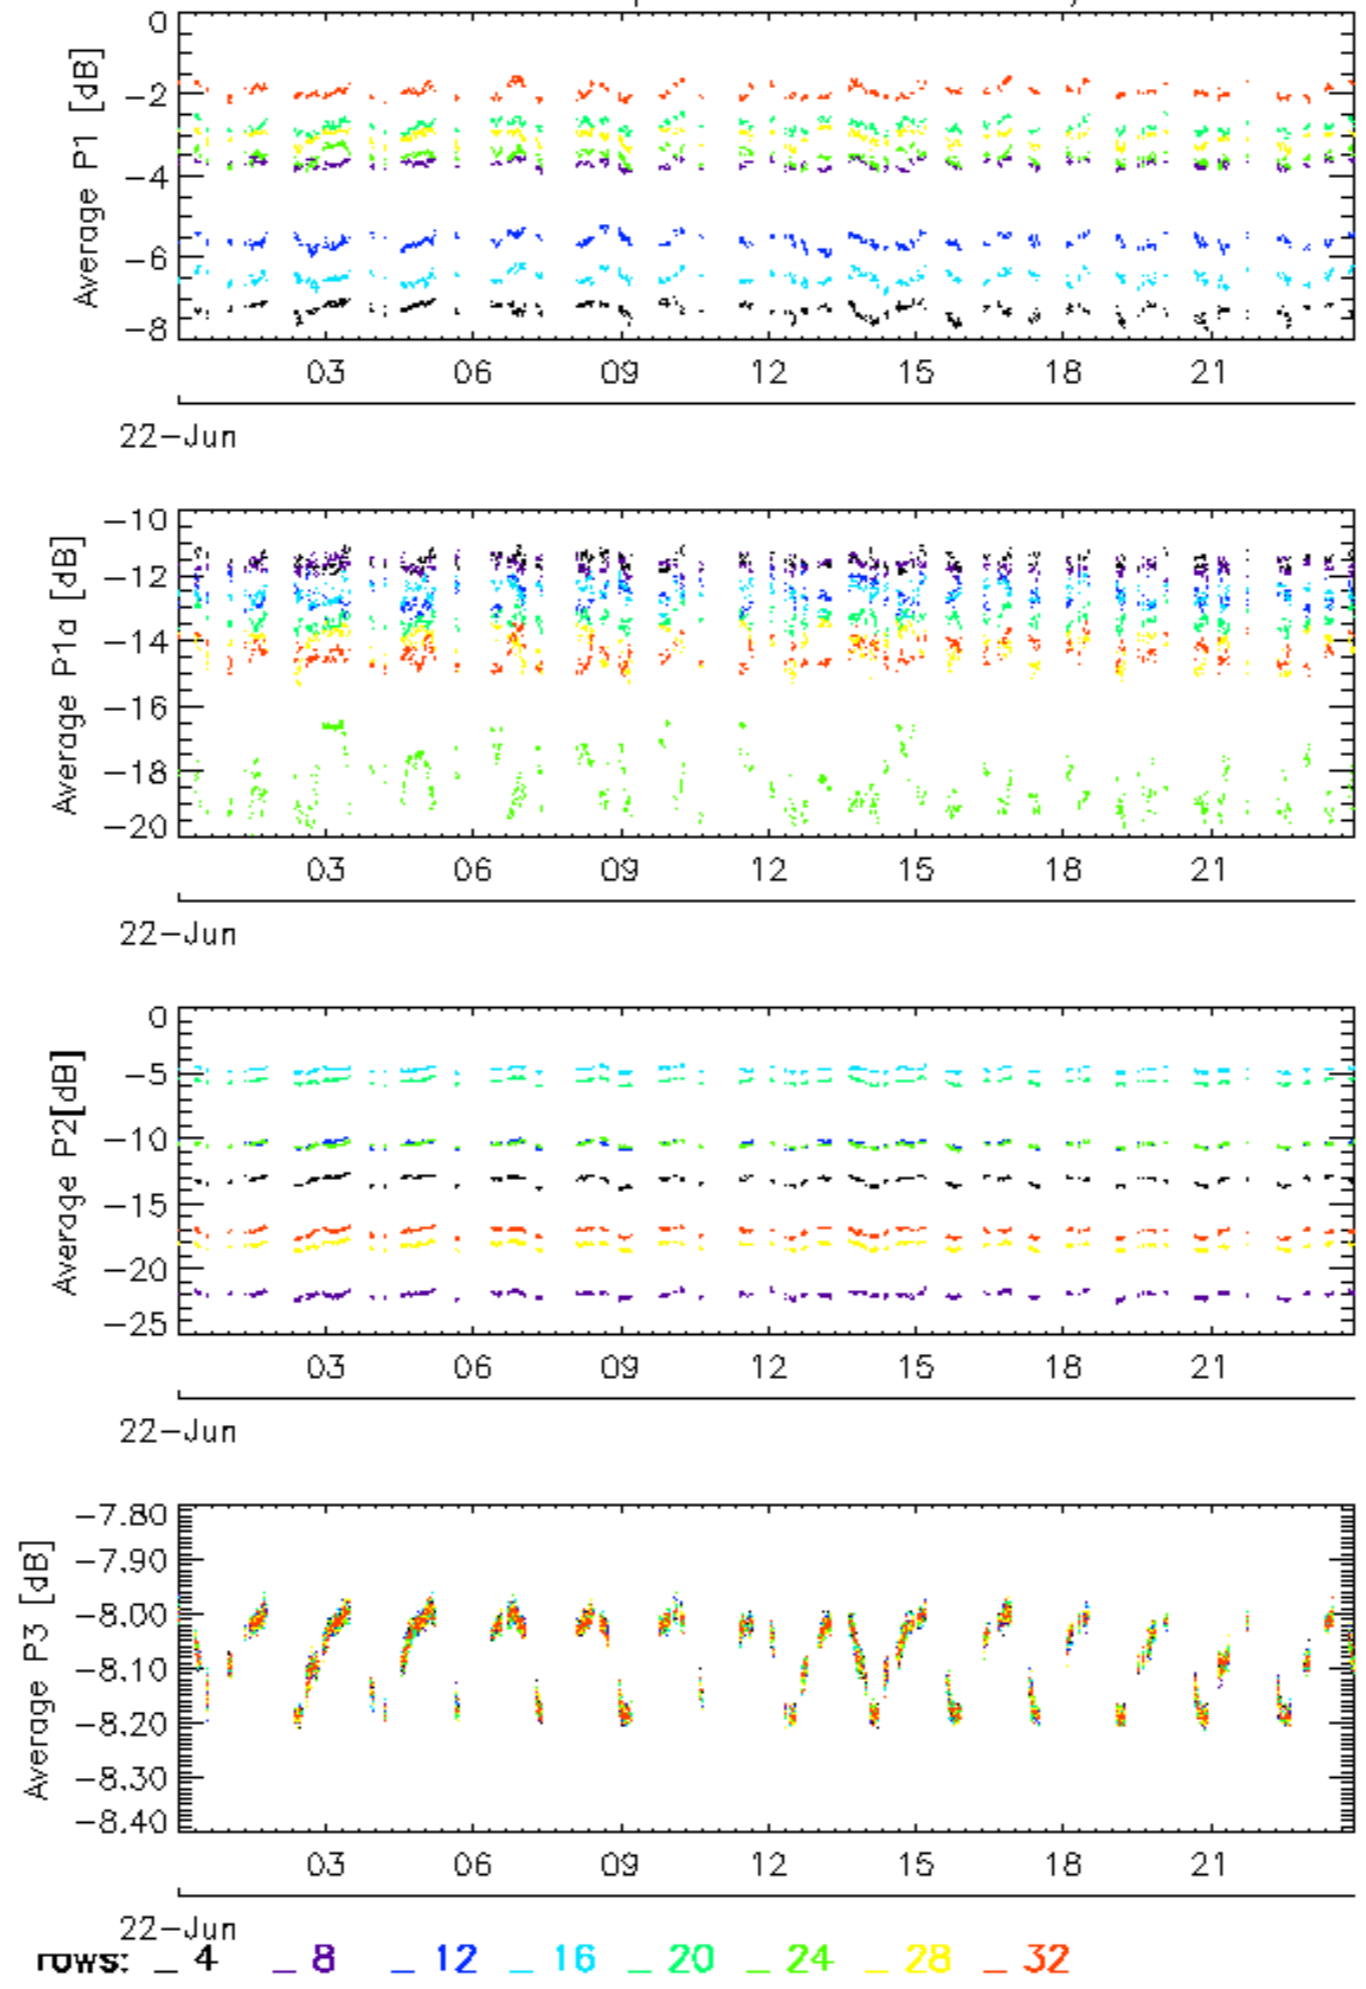 Average P1 [dB]
0
-2
-4
-6
-8
03 06 09 12 15 18 21
22-Jun
Average P1a [dB]
-10
-12
-14
-16
-18
-20
03 06 09 12 15 18 21
22-Jun
Average P2[dB]
0
-5
-10
-15
-20
-25
03 06 09 12 15 18 21
22-Jun
Average P3 [dB]
-7.80
-7.90
-8.00
-8.10
-8.20
-8.30
-8.40
03 06 09 12 15 18 21
22-Jun
rows: _ 4 _ 8 _ 12 _ 16 _ 20 _ 24 _ 28 _ 32